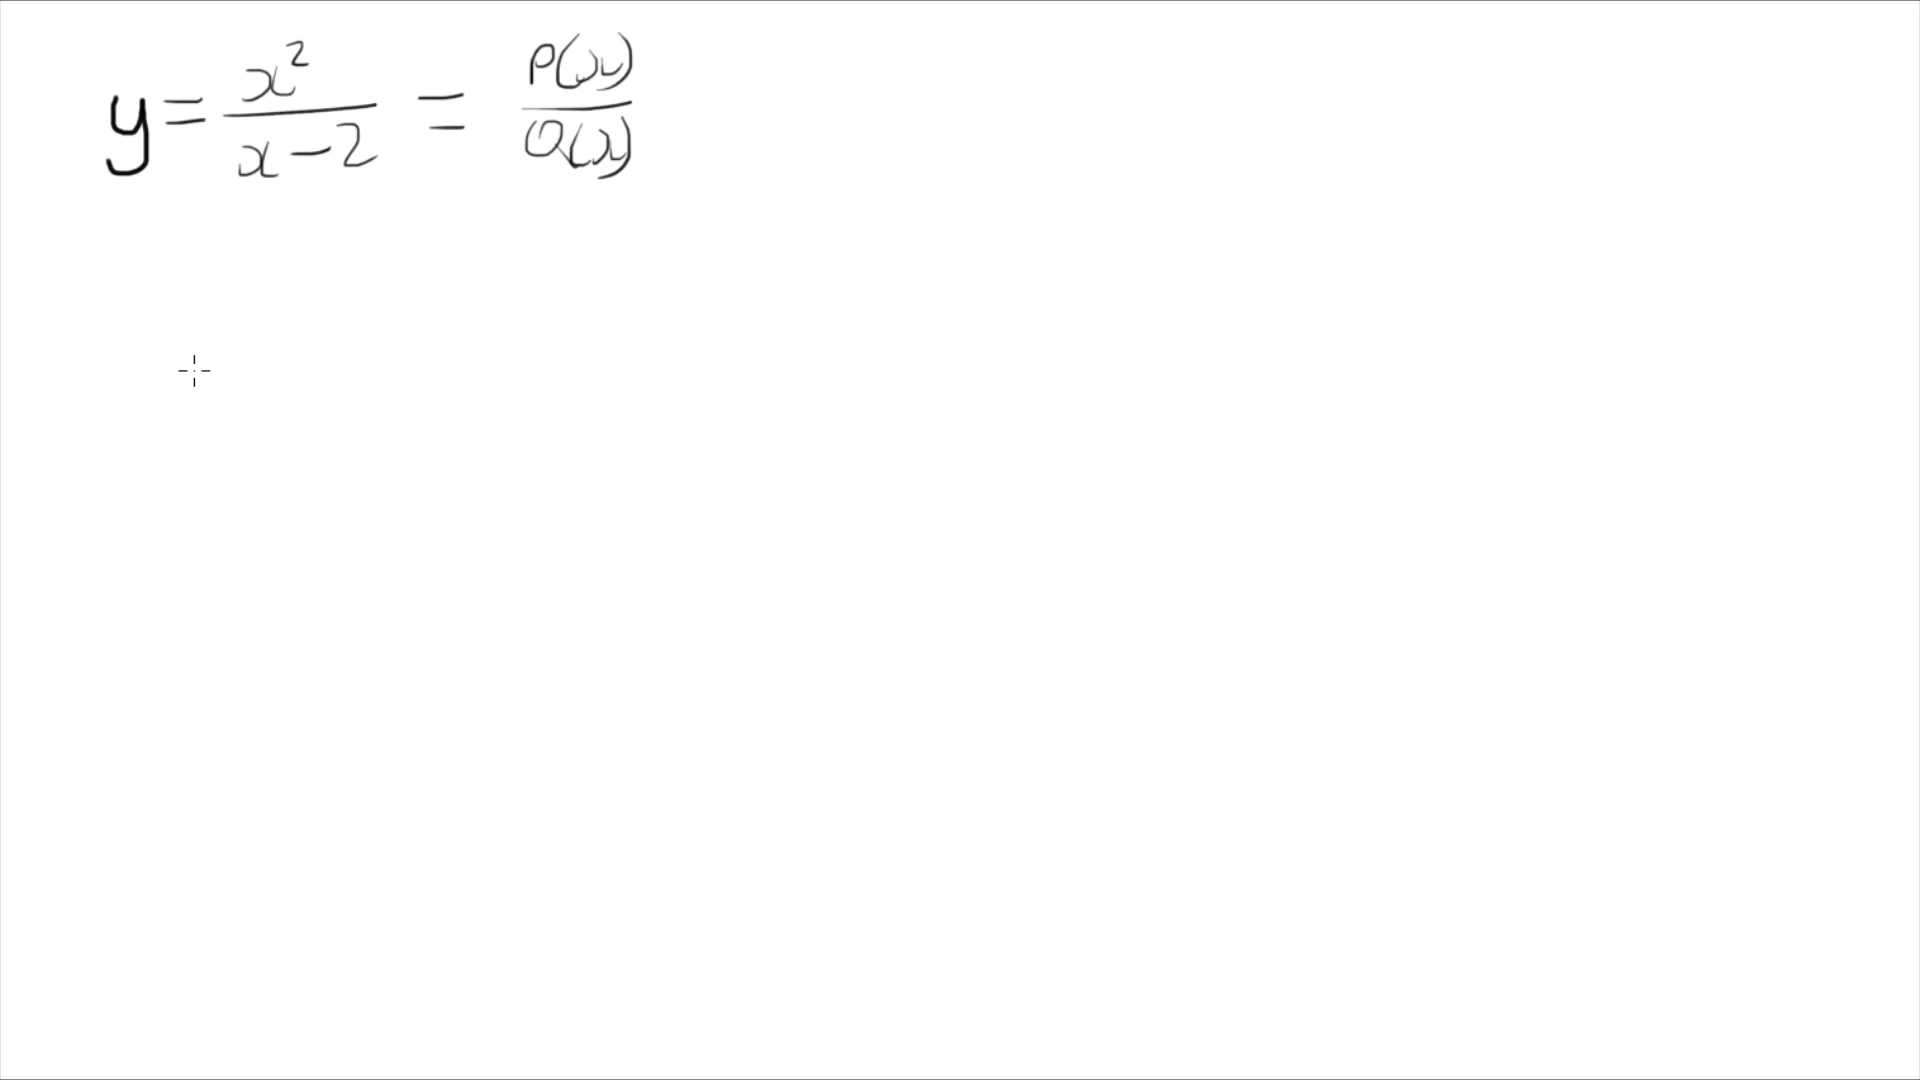 y = x²/(x-2) = P(x)/Q(x)